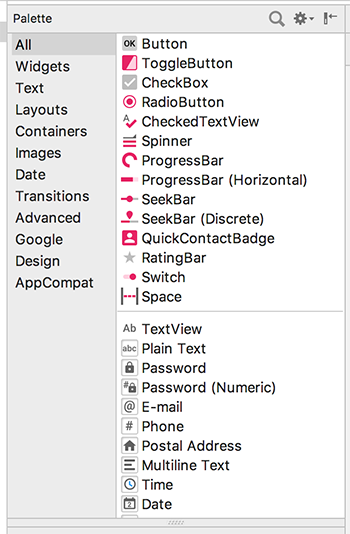 Palette
All
Widgets
Text
Layouts
Containers
Images
Date
Transitions
Advanced
Google
Design
AppCompat
OK Button
ToggleButton
CheckBox
RadioButton
A CheckedTextView
Spinner
ProgressBar
ProgressBar (Horizontal)
SeekBar
SeekBar (Discrete)
QuickContactBadge
RatingBar
Switch
Space
Ab TextView
abc Plain Text
Password
# Password (Numeric)
@ E-mail
# Phone
Postal Address
Multiline Text
Time
2 Date